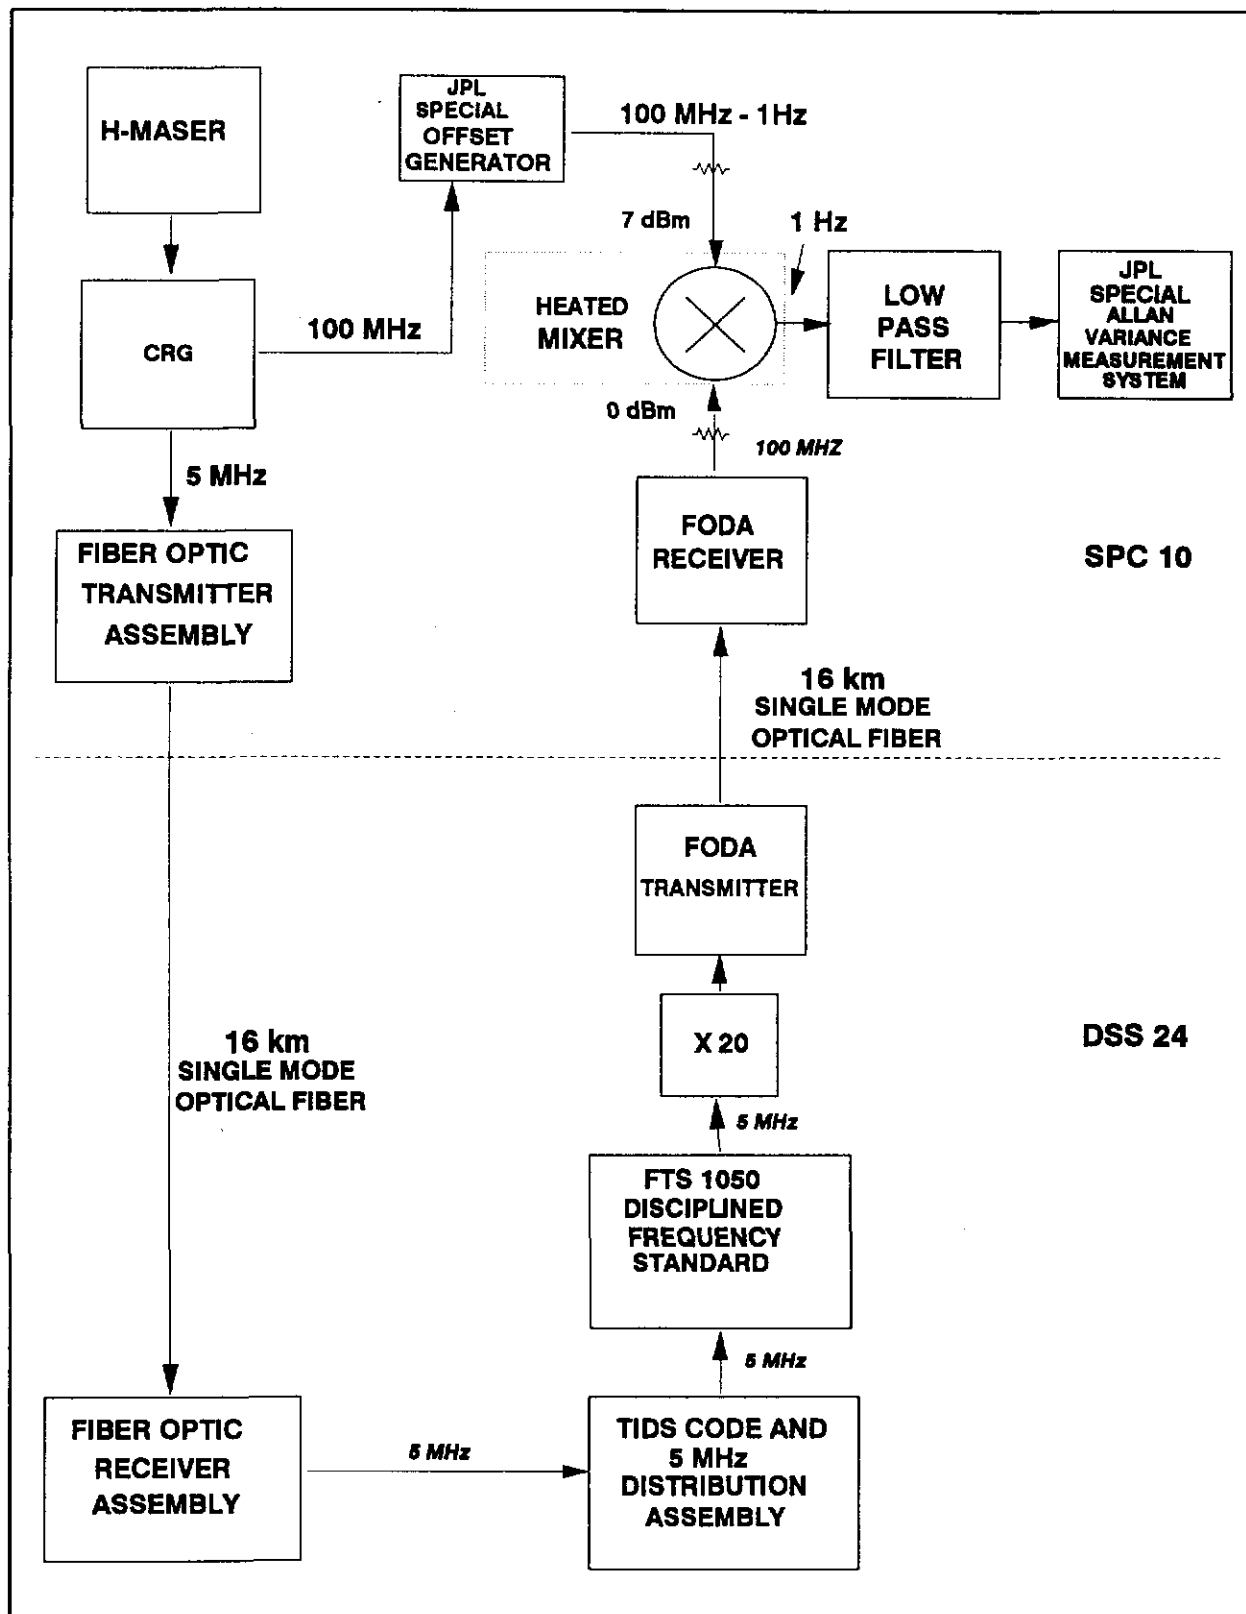 H-MASER
JPL
SPECIAL
OFFSET
GENERATOR
100 MHz - 1Hz
7 dBm
1 Hz
CRG
100 MHz
HEATED
MIXER
LOW
PASS
FILTER
JPL
SPECIAL
ALLAN
VARIANCE
MEASUREMENT
SYSTEM
0 dBm
100 MHZ
5 MHz
FIBER OPTIC
TRANSMITTER
ASSEMBLY
FODA
RECEIVER
SPC 10
16 km
SINGLE MODE
OPTICAL FIBER
FODA
TRANSMITTER
X 20
DSS 24
16 km
SINGLE MODE
OPTICAL FIBER
5 MHz
FTS 1050
DISCIPLINED
FREQUENCY
STANDARD
5 MHz
FIBER OPTIC
RECEIVER
ASSEMBLY
5 MHz
TIDS CODE AND
5 MHz
DISTRIBUTION
ASSEMBLY